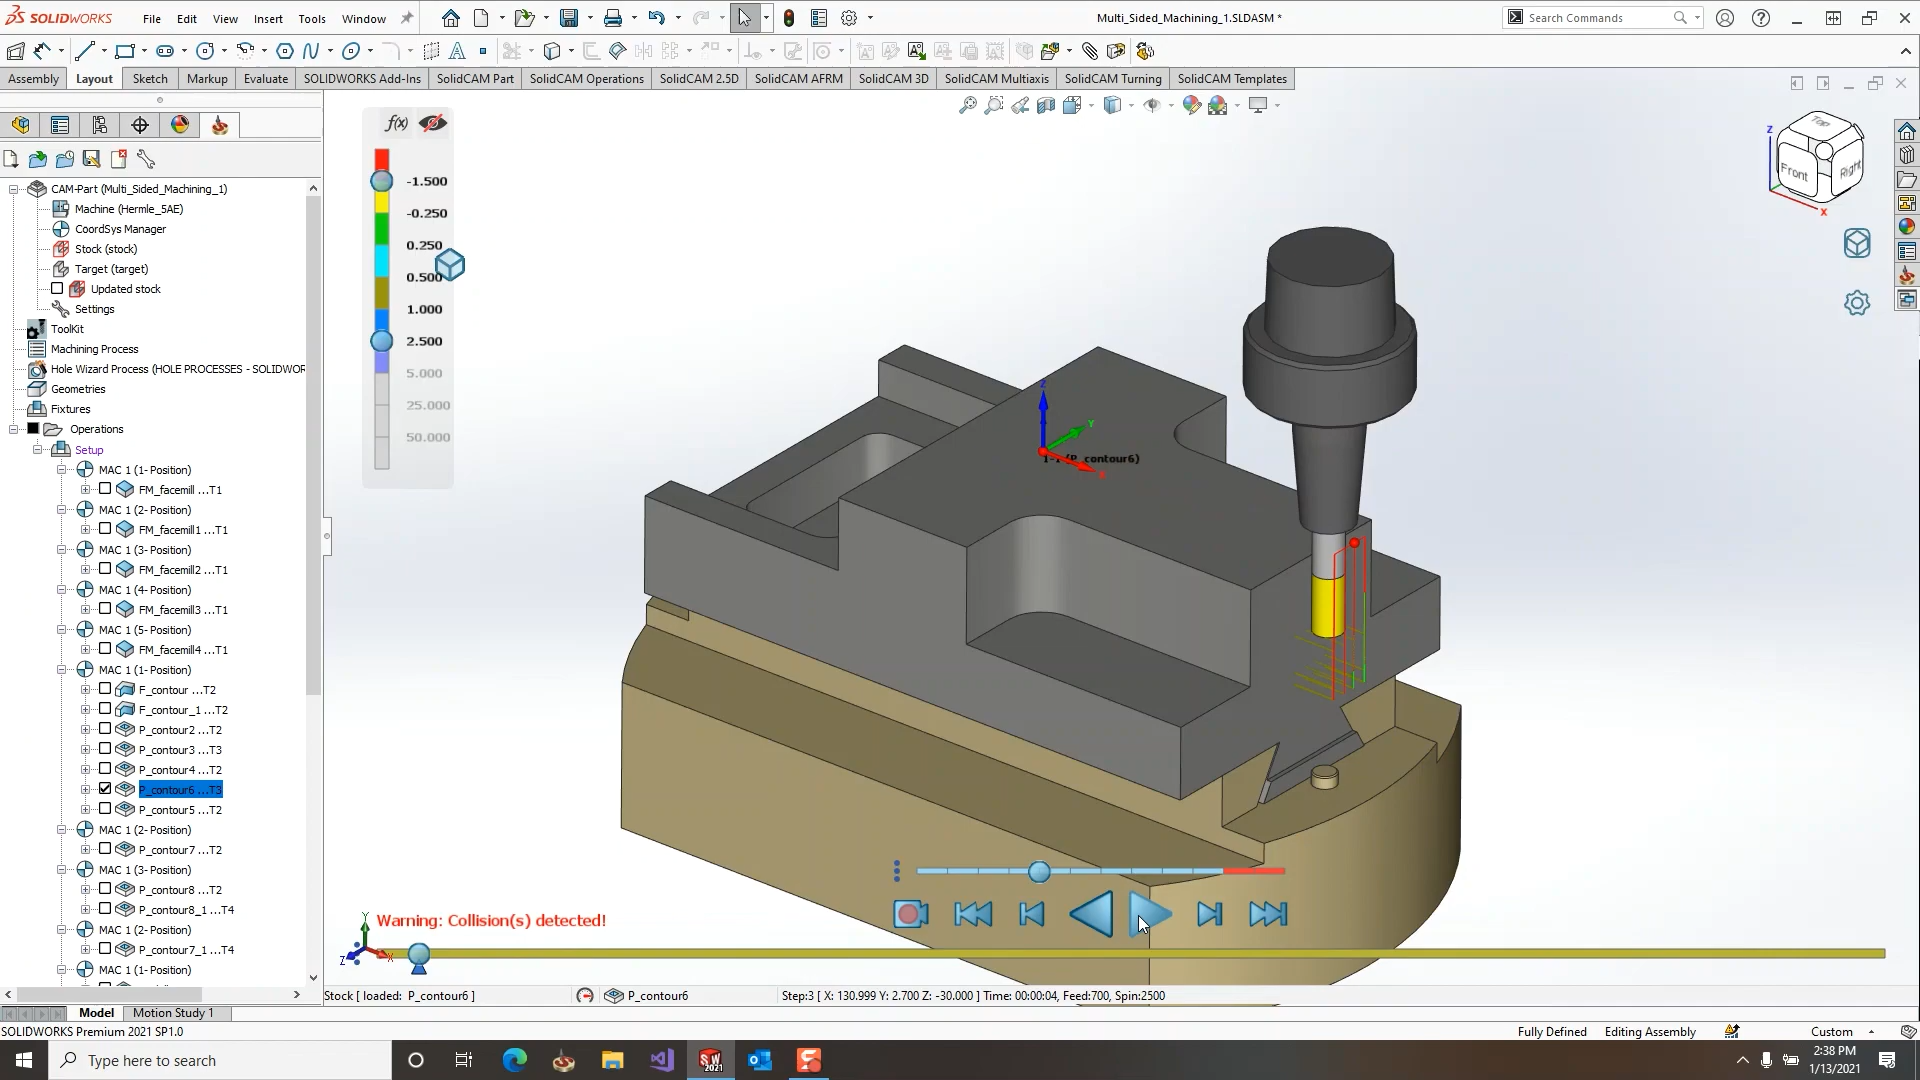 SOLIDWORKS File Edit View Insert Tools Window Multi_Sided_Machining_1.SLDASM * Search Commands
Assembly Layout Sketch Markup Evaluate SOLIDWORKS Add-Ins SolidCAM Part SolidCAM Operations SolidCAM 2.5D SolidCAM AFRM SolidCAM 3D SolidCAM Multiaxis SolidCAM Turning SolidCAM Templates
CAM-Part (Multi_Sided_Machining_1)
Machine (Hermle_5AE)
CoordSys Manager
Stock (stock)
Target (target)
Updated stock
Settings
ToolKit
Machining Process
Hole Wizard Process (HOLE PROCESSES - SOLIDWOR
Geometries
Fixtures
Operations
Setup
MAC 1 (1- Position)
FM_facemill ...T1
MAC 1 (2- Position)
FM_facemill1 ...T1
MAC 1 (3- Position)
FM_facemill2 ...T1
MAC 1 (4- Position)
FM_facemill3 ...T1
MAC 1 (5- Position)
FM_facemill4 ...T1
MAC 1 (1- Position)
F_contour ...T2
F_contour_1 ...T2
P_contour2 ...T2
P_contour3 ...T3
P_contour4 ...T2
P_contour6 ...T3
P_contour5 ...T2
MAC 1 (2- Position)
P_contour7 ...T2
MAC 1 (3- Position)
P_contour8 ...T2
P_contour8_1 ...T4
MAC 1 (2- Position)
P_contour7_1 ...T4
MAC 1 (1- Position)
f(x)
-1.500
-0.250
0.250
0.500
1.000
2.500
5.000
25.000
50.000
Z
Y
X
Z
Top
Front
Right
X
Warning: Collision(s) detected!
Y
Z
X
Stock [ loaded: P_contour6 ] P_contour6 Step:3 [ X: 130.999 Y: 2.700 Z: -30.000 ] Time: 00:00:04, Feed:700, Spin:2500
Model Motion Study 1
SOLIDWORKS Premium 2021 SP1.0 Fully Defined Editing Assembly Custom
Type here to search
SW
2021
2:38 PM
1/13/2021